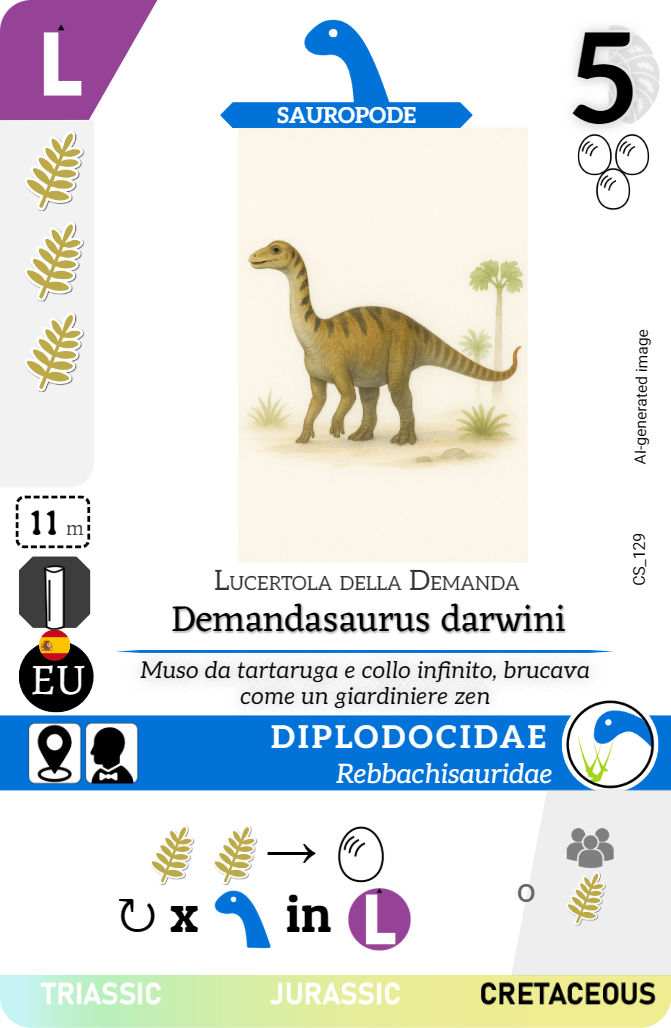 L
SAUROPODE
5
AI-generated image
CS_129
11 m
EU
Lucertola della Demanda
Demandasaurus darwini
Muso da tartaruga e collo infinito, brucava
come un giardiniere zen
DIPLODOCIDAE
Rebbachisauridae
→
↻ x in L
o
TRIASSIC JURASSIC CRETACEOUS